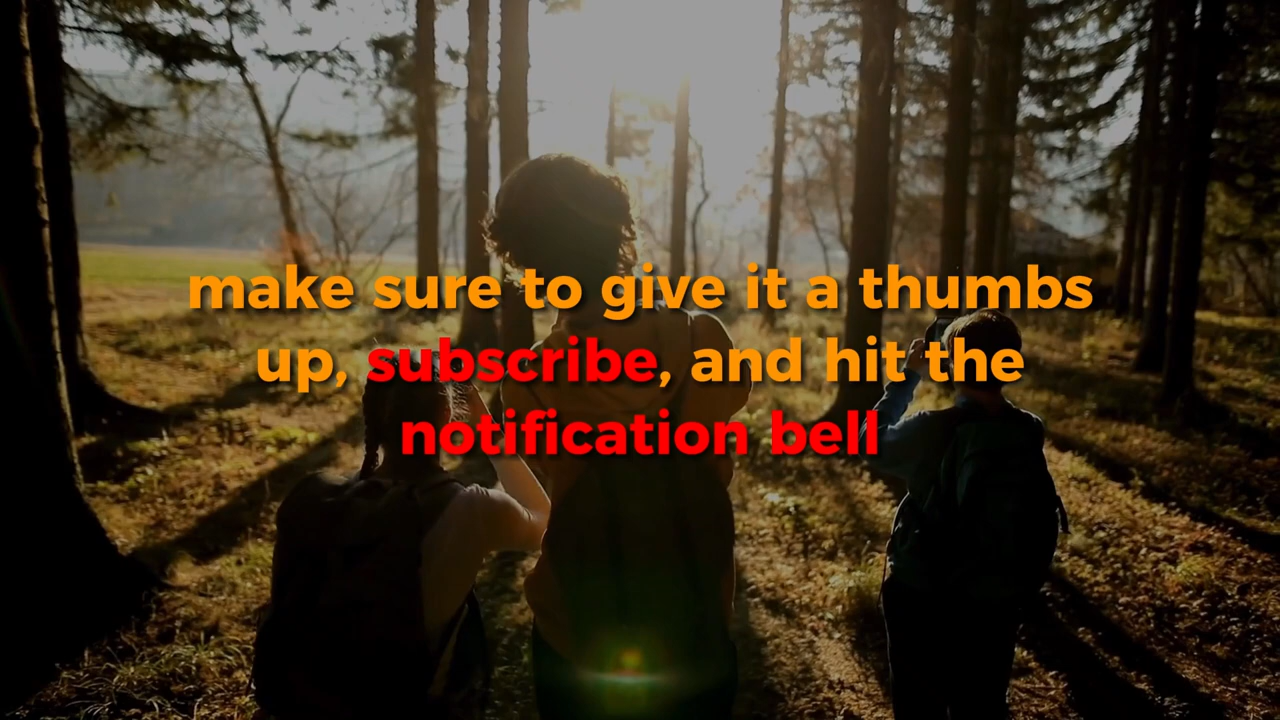 make sure to give it a thumbs
up, subscribe, and hit the
notification bell